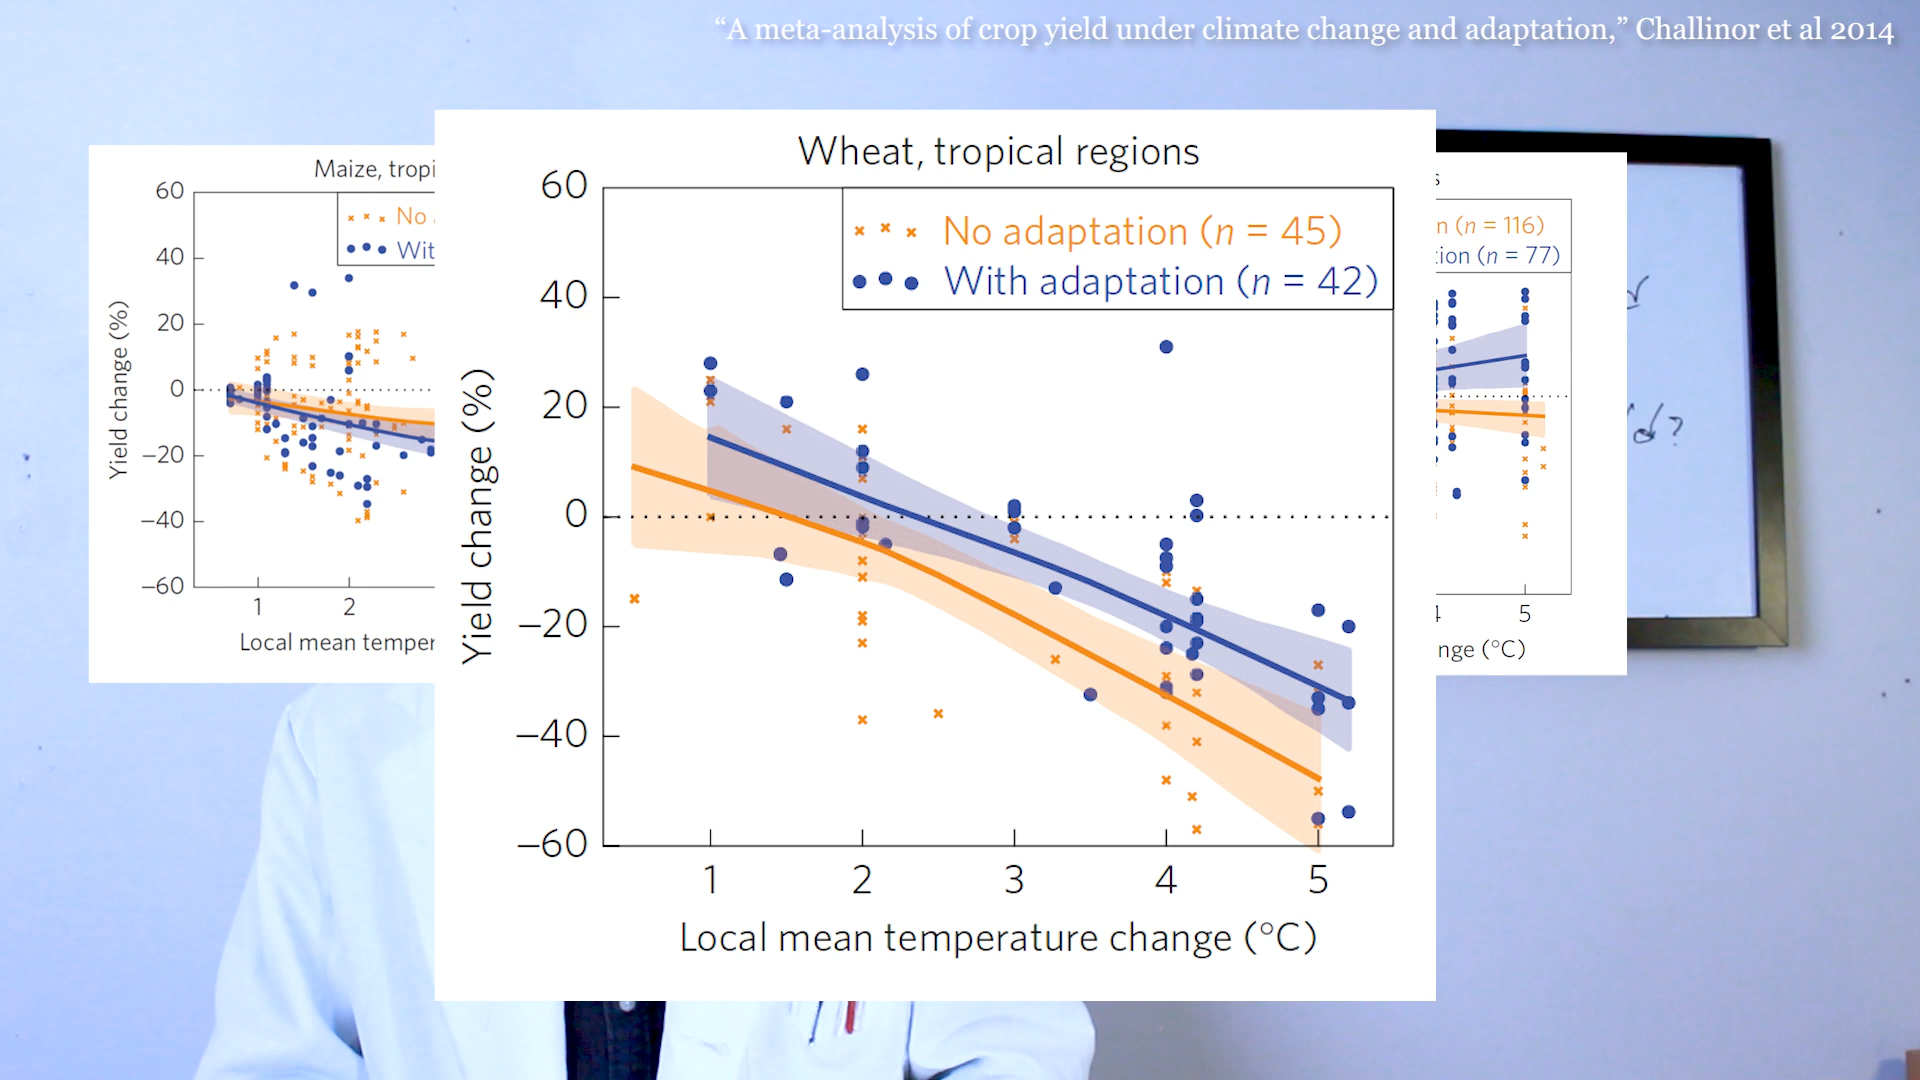 “A meta-analysis of crop yield under climate change and adaptation,” Challinor et al 2014
Maize, tropi
60
40
20
0
−20
−40
−60
Yield change (%)
No
Wit
1
2
Local mean temper
Wheat, tropical regions
60
40
20
0
−20
−40
−60
Yield change (%)
No adaptation (n = 45)
With adaptation (n = 42)
1 2 3 4 5
Local mean temperature change (°C)
s
n (n = 116)
tion (n = 77)
4 5
nge (°C)